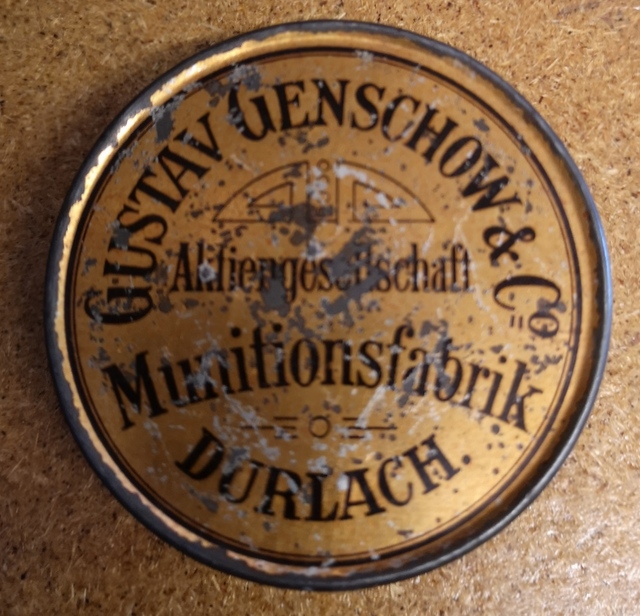 GUSTAV GENSCHOW & Co
Aktiengesellschaft
Munitionsfabrik
DURLACH.